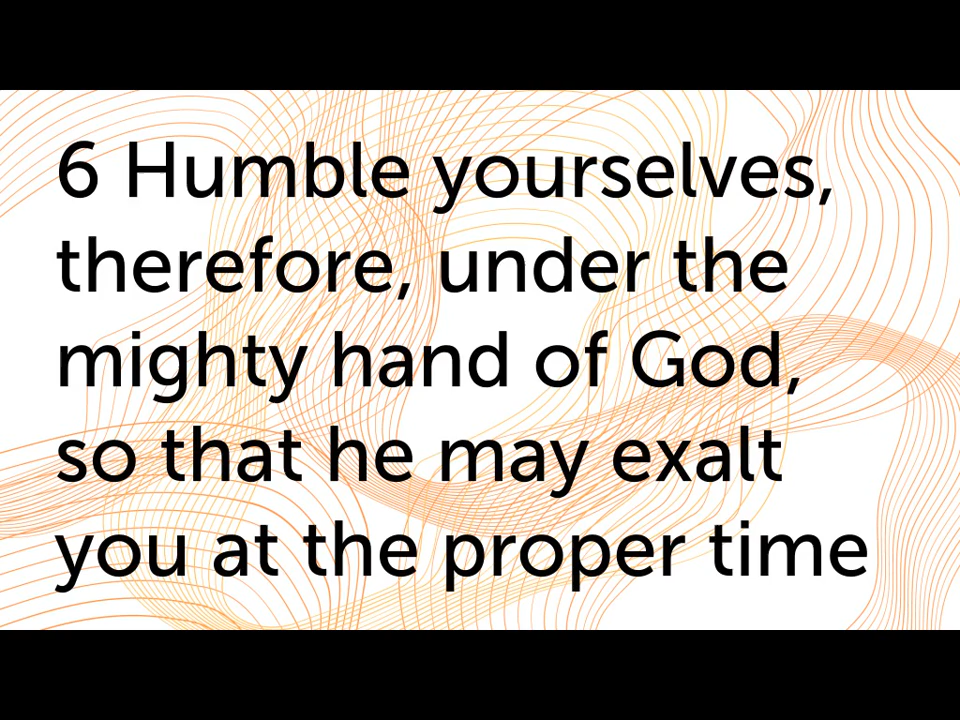 6 Humble yourselves,
therefore, under the
mighty hand of God,
so that he may exalt
you at the proper time